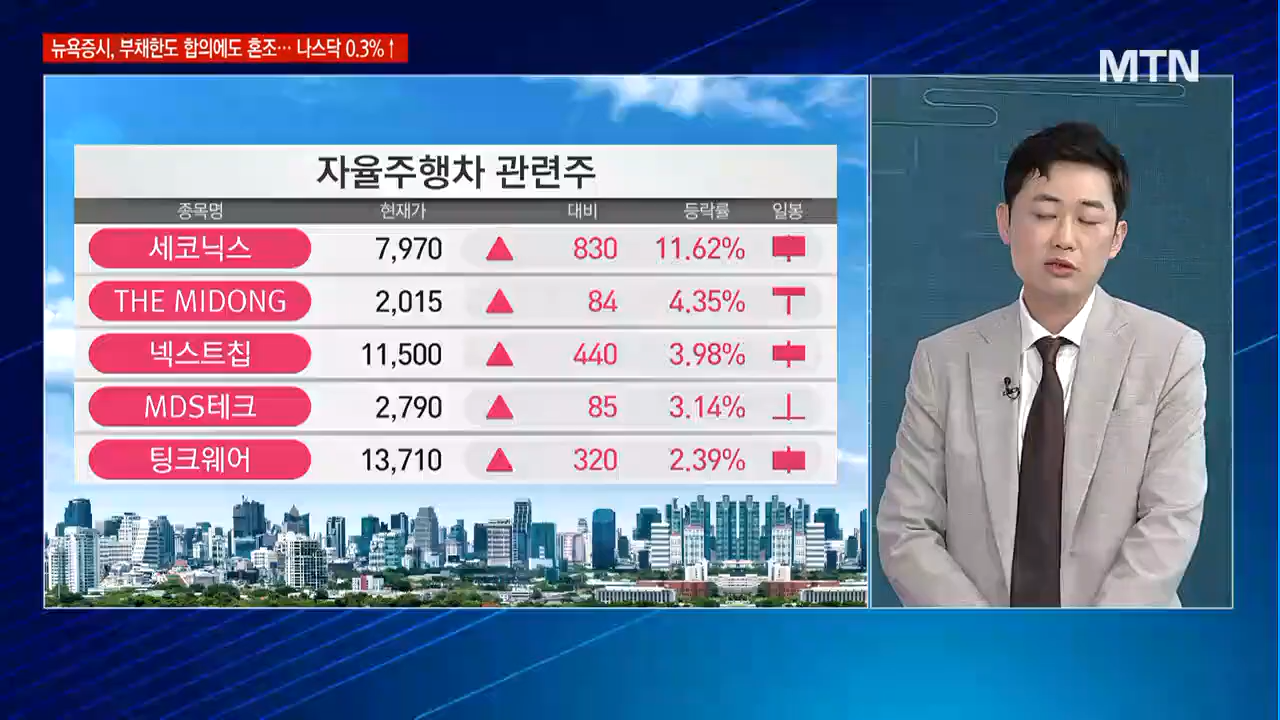 뉴욕증시, 부채한도 합의에도 혼조… 나스닥 0.3%↑
MTN
자율주행차 관련주
종목명 현재가 대비 등락률 일봉
세코닉스 7,970 ▲ 830 11.62%
THE MIDONG 2,015 ▲ 84 4.35%
넥스트칩 11,500 ▲ 440 3.98%
MDS테크 2,790 ▲ 85 3.14%
팅크웨어 13,710 ▲ 320 2.39%